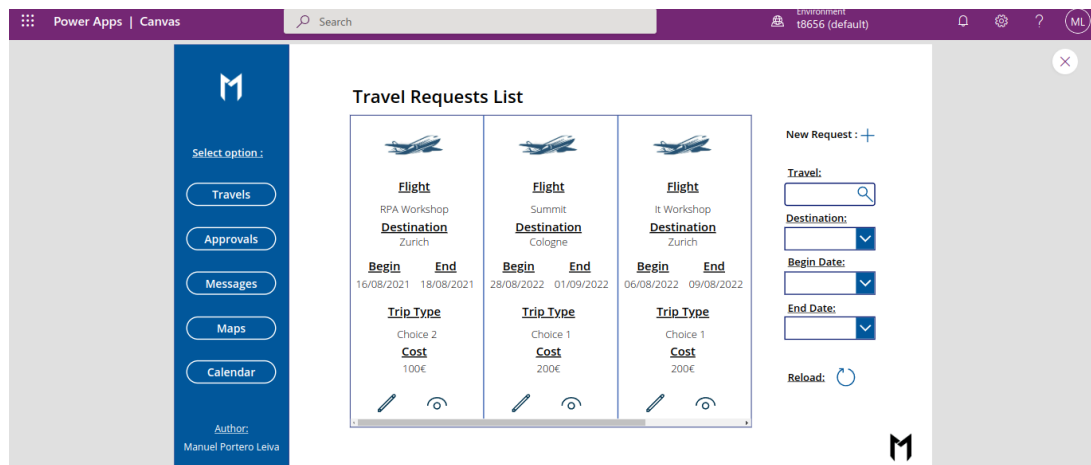 Power Apps | Canvas
Search
Environment
t8656 (default)
ML
Travel Requests List
Select option :
Travels
Approvals
Messages
Maps
Calendar
Author:
Manuel Portero Leiva
Flight
RPA Workshop
Destination
Zurich
Begin End
16/08/2021 18/08/2021
Trip Type
Choice 2
Cost
100€
Flight
Summit
Destination
Cologne
Begin End
28/08/2022 01/09/2022
Trip Type
Choice 1
Cost
200€
Flight
It Workshop
Destination
Zurich
Begin End
06/08/2022 09/08/2022
Trip Type
Choice 1
Cost
200€
New Request :
Travel:
Destination:
Begin Date:
End Date:
Reload: